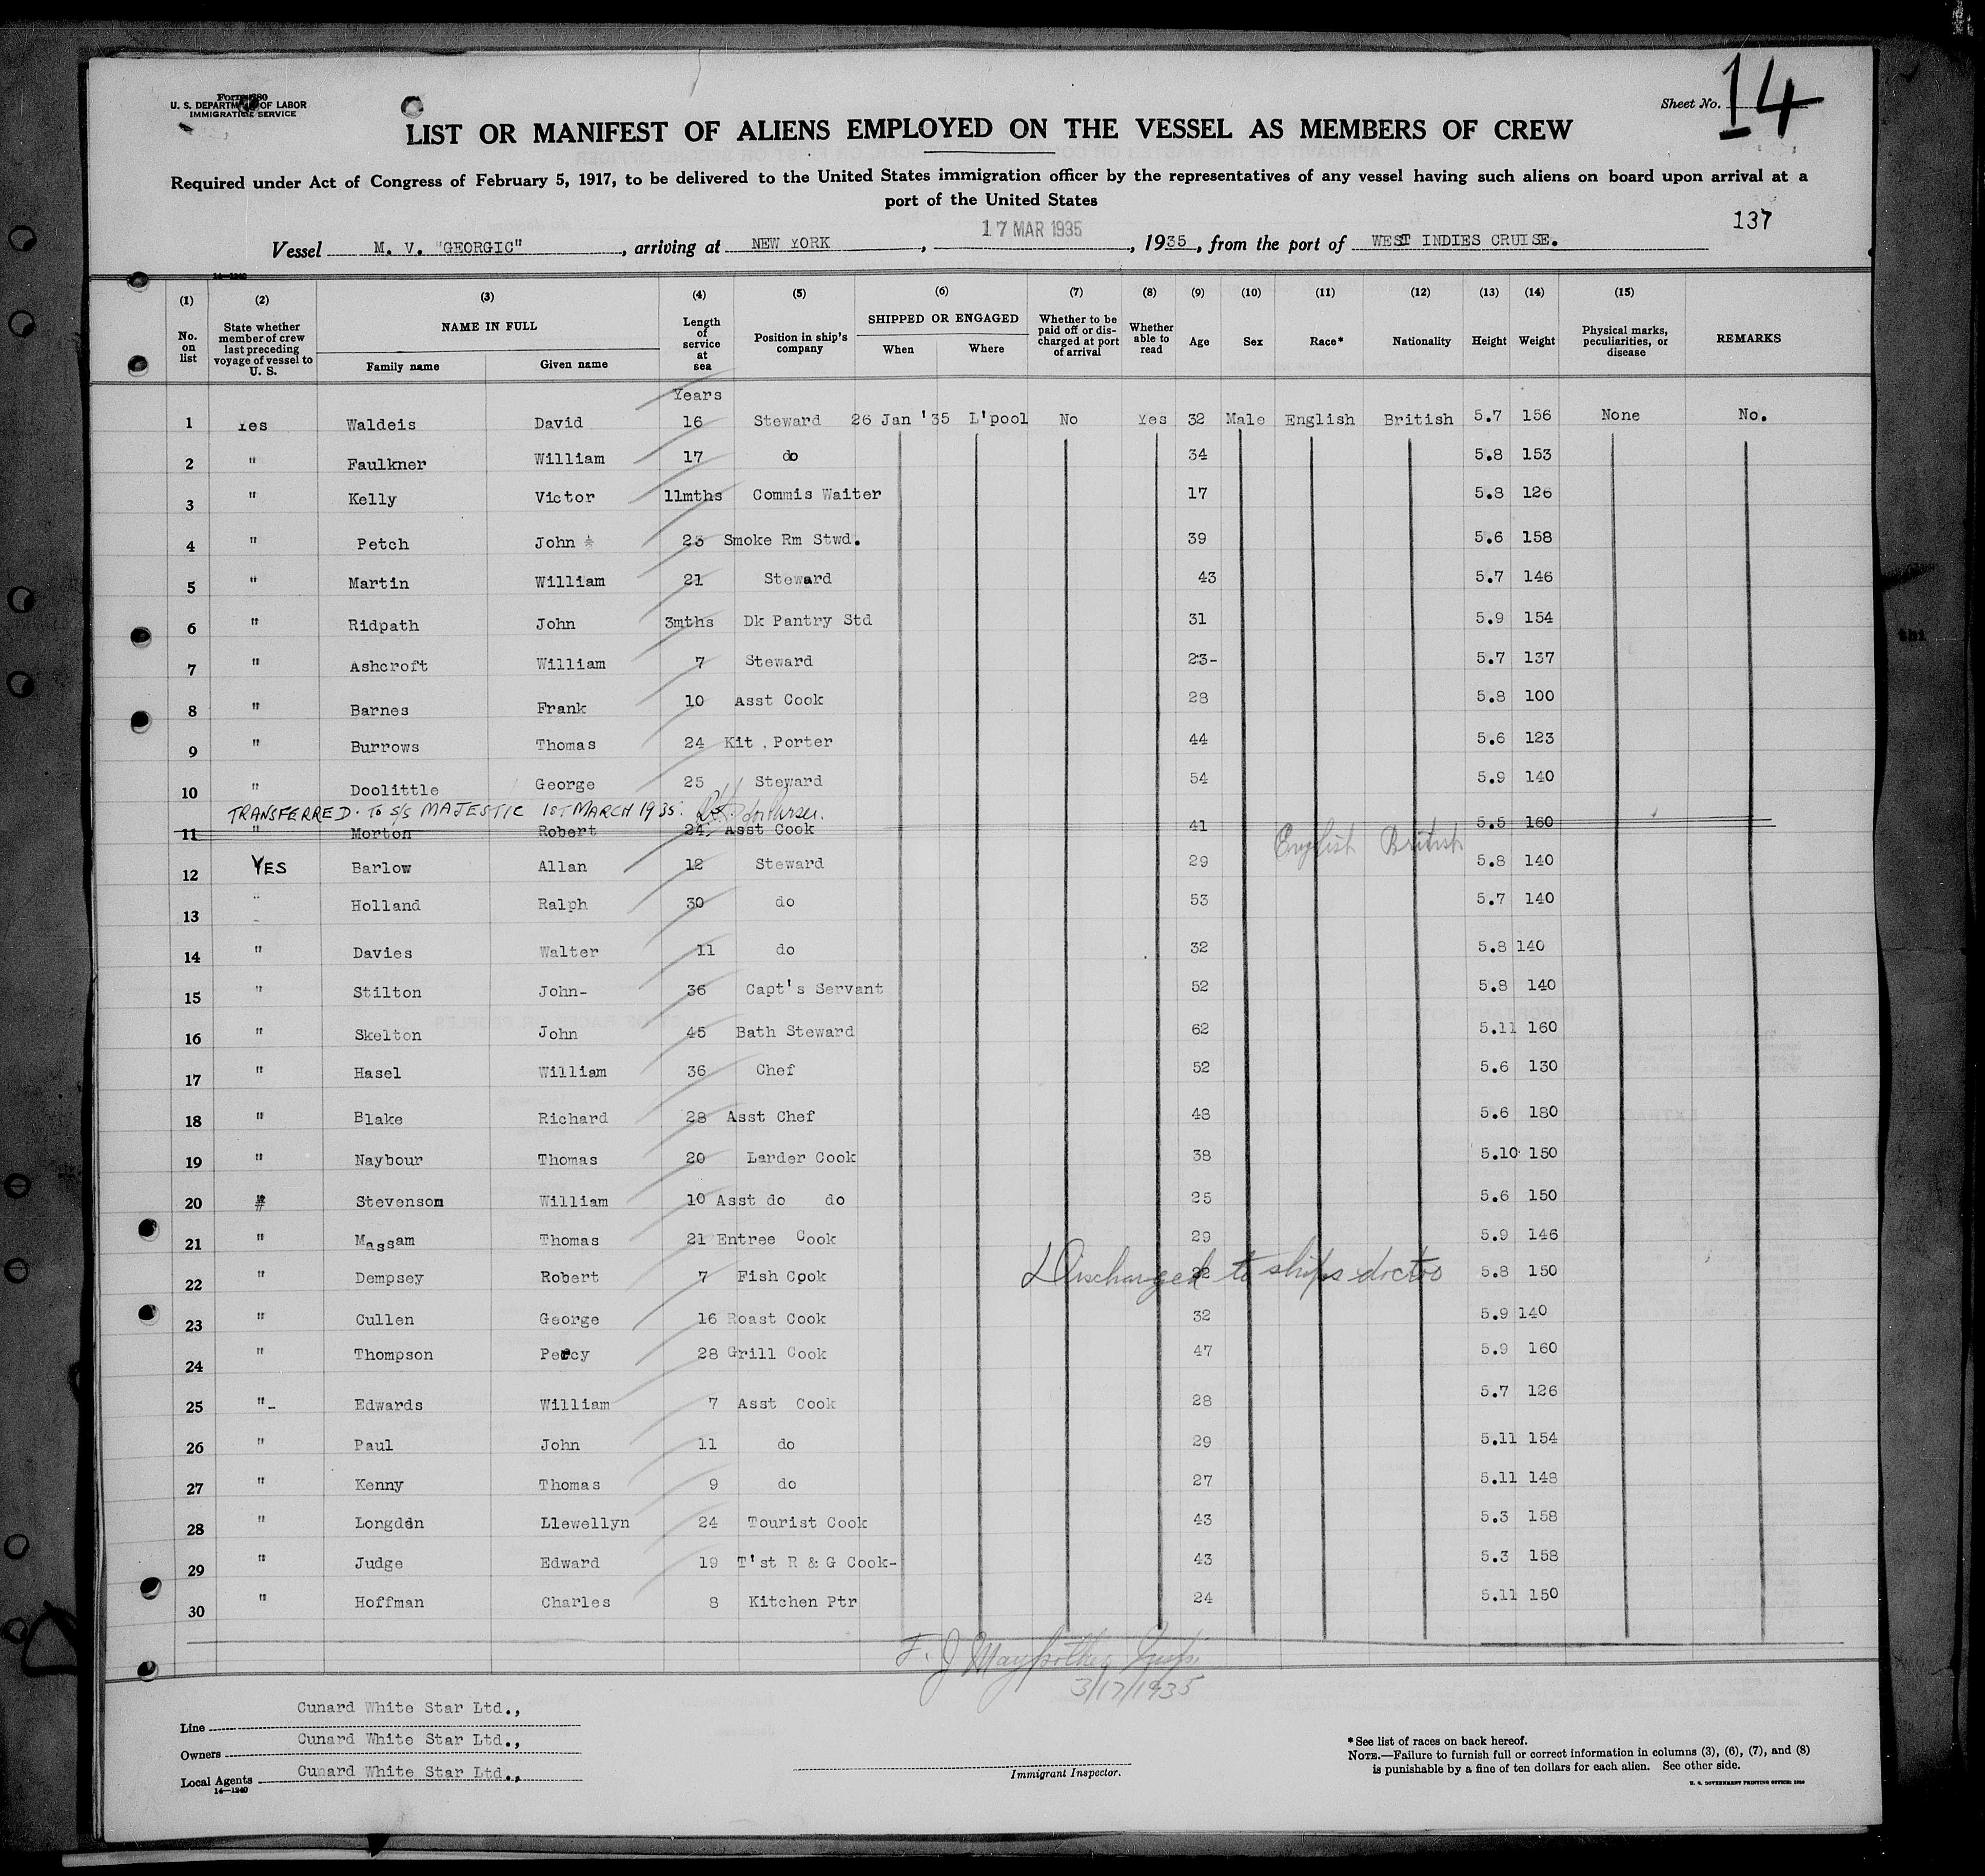 Form 680
U. S. DEPARTMENT OF LABOR
IMMIGRATION SERVICE
Sheet No. 14
LIST OR MANIFEST OF ALIENS EMPLOYED ON THE VESSEL AS MEMBERS OF CREW
Required under Act of Congress of February 5, 1917, to be delivered to the United States immigration officer by the representatives of any vessel having such aliens on board upon arrival at a
port of the United States
137
Vessel M. V. "GEORGIC", arriving at NEW YORK, 17 MAR 1935, 1935, from the port of WEST INDIES CRUISE.
14—1240
(1) (2) (3) (4) (5) (6) (7) (8) (9) (10) (11) (12) (13) (14) (15)
No. on list State whether member of crew last preceding voyage of vessel to U. S. NAME IN FULL Family name Given name Length of service at sea Position in ship's company SHIPPED OR ENGAGED When Where Whether to be paid off or discharged at port of arrival Whether able to read Age Sex Race* Nationality Height Weight Physical marks, peculiarities, or disease REMARKS
Years
1 Yes Waldeis David 16 Steward 26 Jan '35 L'pool No Yes 32 Male English British 5.7 156 None No.
2 " Faulkner William 17 do 34 5.8 153
3 " Kelly Victor 11mths Commis Waiter 17 5.8 126
4 " Petch John 23 Smoke Rm Stwd. 39 5.6 158
5 " Martin William 21 Steward 43 5.7 146
6 " Ridpath John 3mths Dk Pantry Std 31 5.9 154
7 " Ashcroft William 7 Steward 23- 5.7 137
8 " Barnes Frank 10 Asst Cook 28 5.8 100
9 " Burrows Thomas 24 Kit . Porter 44 5.6 123
10 " Doolittle George 25 Steward 54 5.9 140
TRANSFERRED. TO S/S MAJESTIC 1ST MARCH 1935: for Purser.
11 " Morton Robert 24 Asst Cook 41 5.5 160
English British
12 YES Barlow Allan 12 Steward 29 5.8 140
13 " Holland Ralph 30 do 53 5.7 140
14 " Davies Walter 11 do 32 5.8 140
15 " Stilton John- 36 Capt's Servant 52 5.8 140
16 " Skelton John 45 Bath Steward 62 5.11 160
17 " Hasel William 36 Chef 52 5.6 130
18 " Blake Richard 28 Asst Chef 48 5.6 180
19 " Naybour Thomas 20 Larder Cook 38 5.10 150
20 " Stevenson William 10 Asst do do 25 5.6 150
21 " Massam Thomas 21 Entree Cook 29 5.9 146
22 " Dempsey Robert 7 Fish Cook Discharged to ships doctor 5.8 150
23 " Cullen George 16 Roast Cook 32 5.9 140
24 " Thompson Percy 28 Grill Cook 47 5.9 160
25 "- Edwards William 7 Asst Cook 28 5.7 126
26 " Paul John 11 do 29 5.11 154
27 " Kenny Thomas 9 do 27 5.11 148
28 " Longden Llewellyn 24 Tourist Cook 43 5.3 158
29 " Judge Edward 19 T'st R & G Cook- 43 5.3 158
30 " Hoffman Charles 8 Kitchen Ptr 24 5.11 150
F. J Maypother Insp.
3/17/1935
Line Cunard White Star Ltd.,
Owners Cunard White Star Ltd.,
Local Agents Cunard White Star Ltd.,
14—1240
Immigrant Inspector.
*See list of races on back hereof.
NOTE.—Failure to furnish full or correct information in columns (3), (6), (7), and (8)
is punishable by a fine of ten dollars for each alien. See other side.
U. S. GOVERNMENT PRINTING OFFICE: